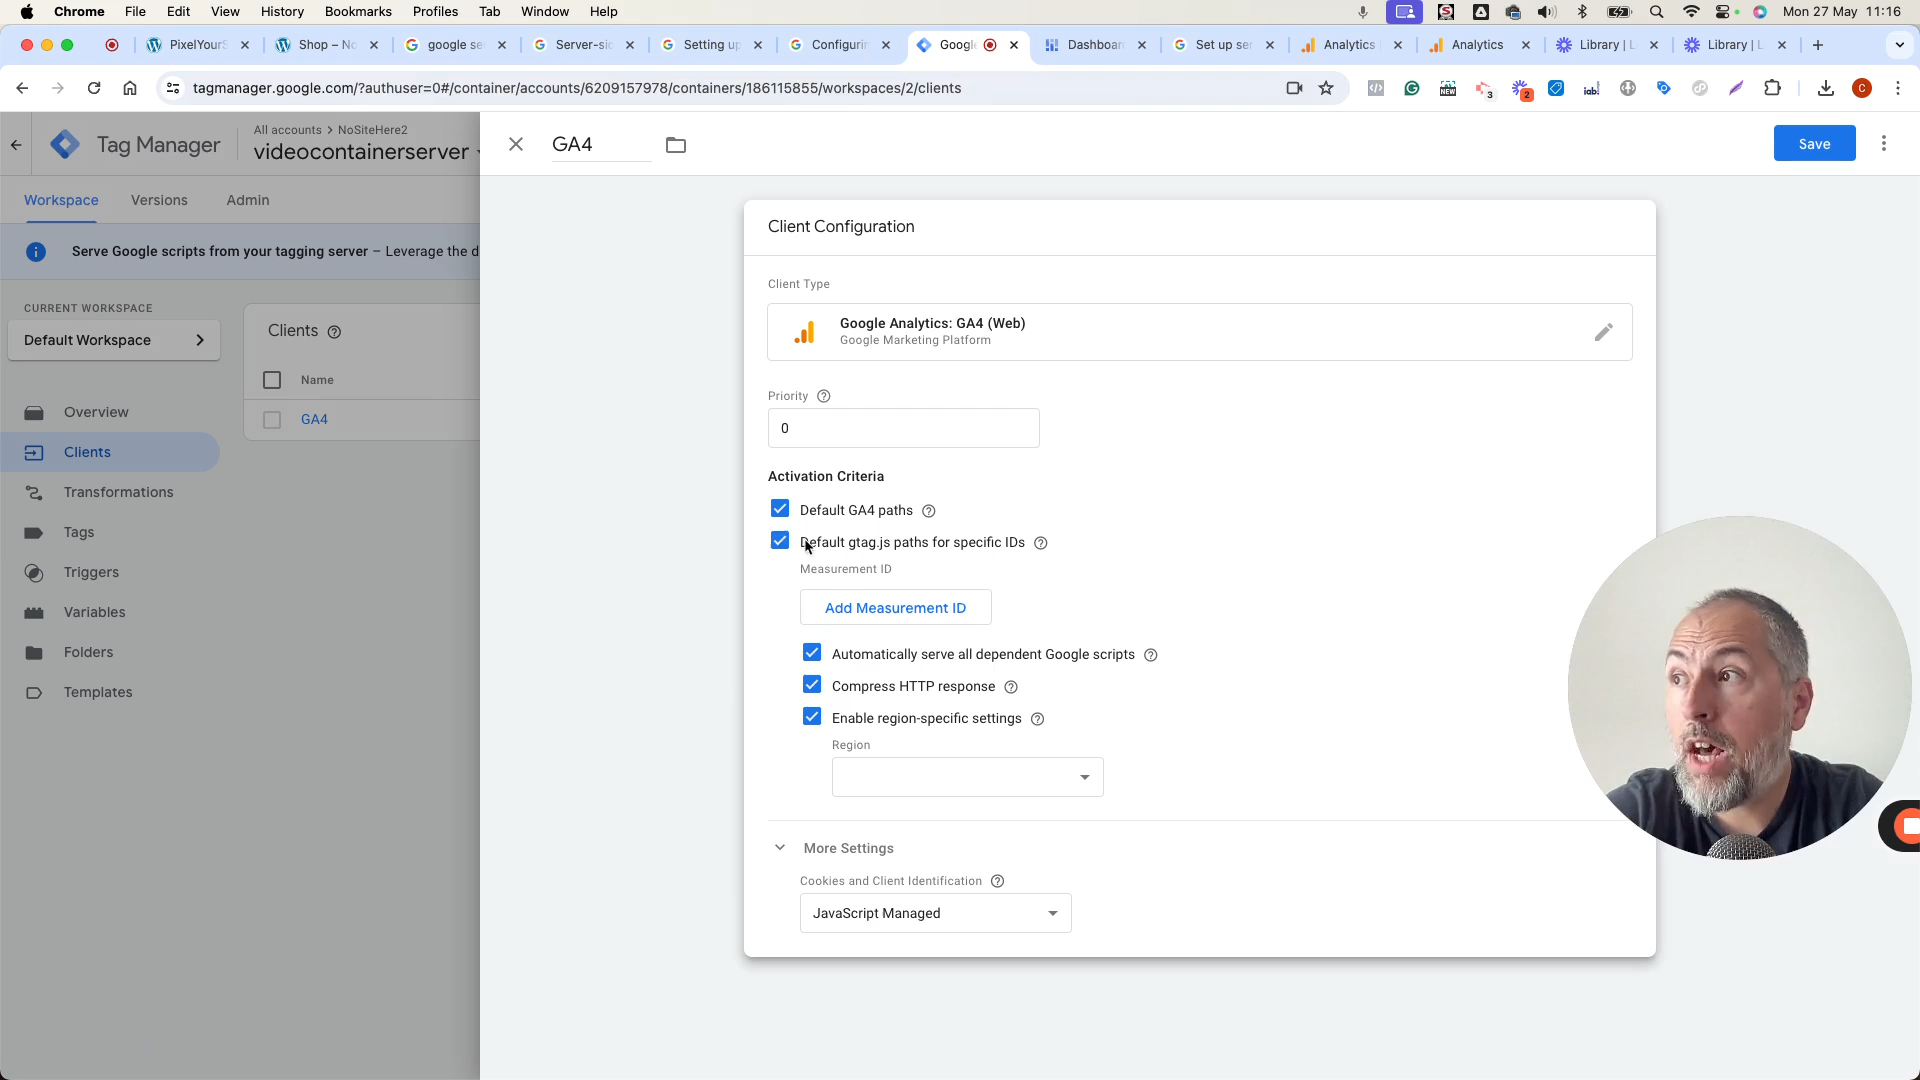 Chrome File Edit View History Bookmarks Profiles Tab Window Help Mon 27 May 11:16
PixelYourS Shop – No google se Server-sid Setting up Configurin Google Dashboar Set up ser Analytics Analytics Library | L Library | L
tagmanager.google.com/?authuser=0#/container/accounts/6209157978/containers/186115855/workspaces/2/clients
NEW 3 2 iab! C
All accounts > NoSiteHere2
Tag Manager
videocontainerserver
GA4
Save
Workspace Versions Admin
Serve Google scripts from your tagging server – Leverage the d
CURRENT WORKSPACE
Default Workspace
Overview
Clients
Transformations
Tags
Triggers
Variables
Folders
Templates
Clients
Name
GA4
Client Configuration
Client Type
Google Analytics: GA4 (Web)
Google Marketing Platform
Priority
0
Activation Criteria
Default GA4 paths
Default gtag.js paths for specific IDs
Measurement ID
Add Measurement ID
Automatically serve all dependent Google scripts
Compress HTTP response
Enable region-specific settings
Region
More Settings
Cookies and Client Identification
JavaScript Managed